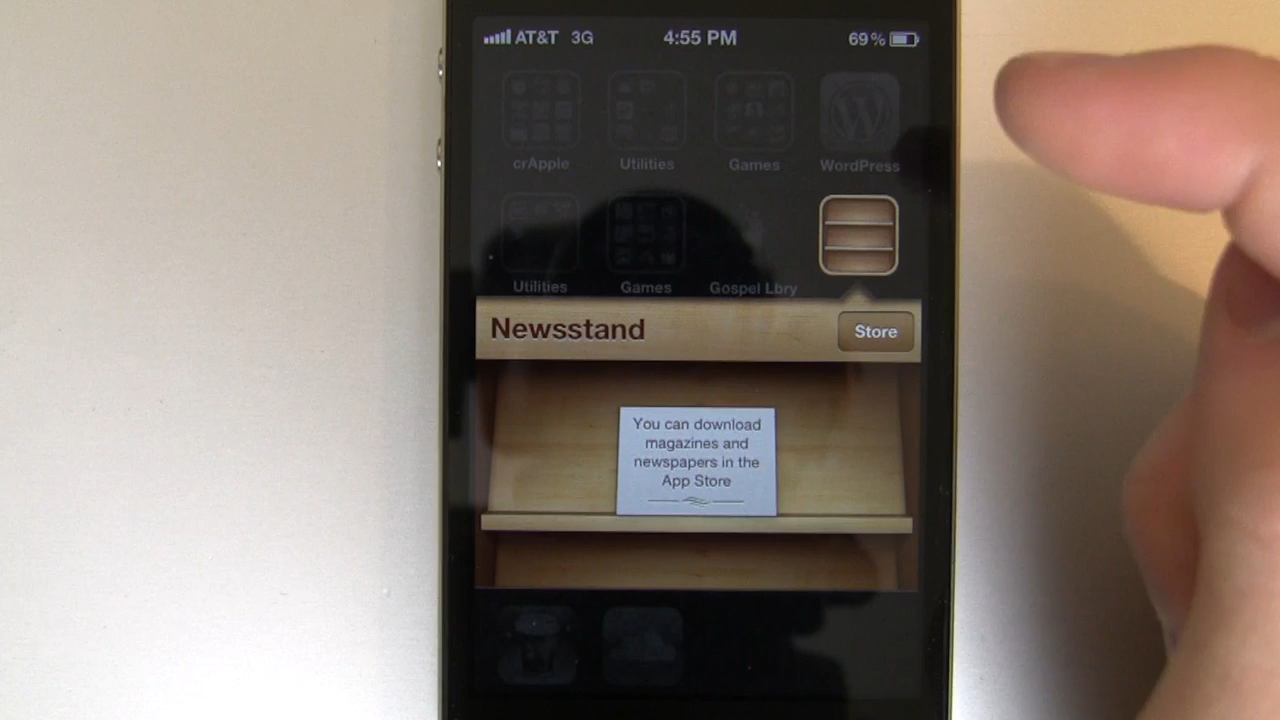 AT&T 3G 4:55 PM 69%
crApple Utilities Games WordPress
Utilities Games Gospel Lbry
Newsstand Store
You can download
magazines and
newspapers in the
App Store